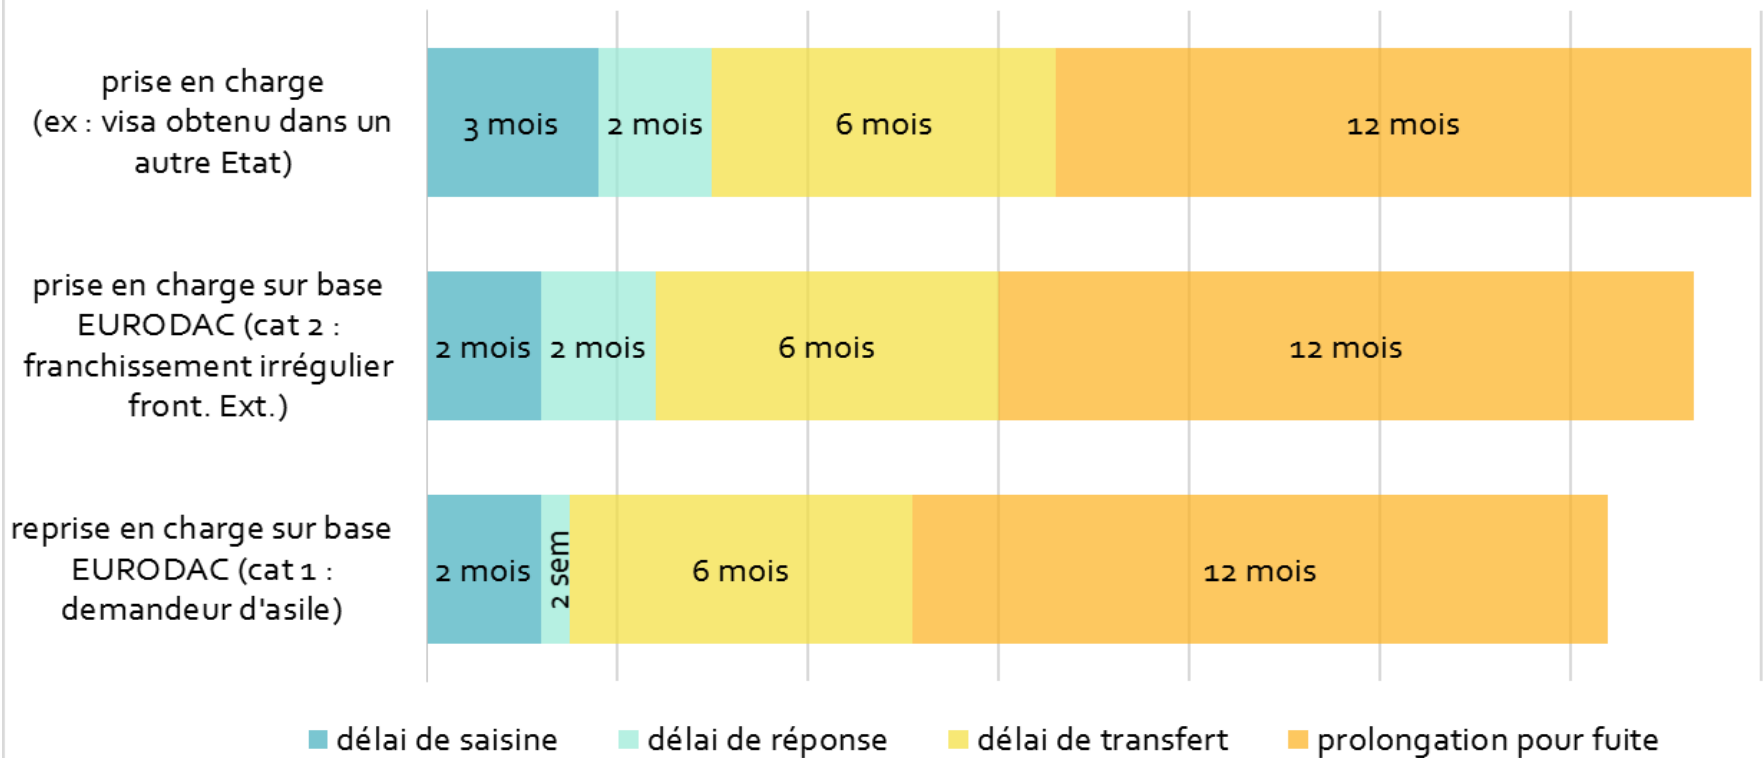 prise en charge
(ex : visa obtenu dans un
autre Etat)
3 mois
2 mois
6 mois
12 mois
prise en charge sur base
EURODAC (cat 2 :
franchissement irrégulier
front. Ext.)
2 mois
2 mois
6 mois
12 mois
reprise en charge sur base
EURODAC (cat 1 :
demandeur d'asile)
2 mois
2 sem
6 mois
12 mois
délai de saisine
délai de réponse
délai de transfert
prolongation pour fuite